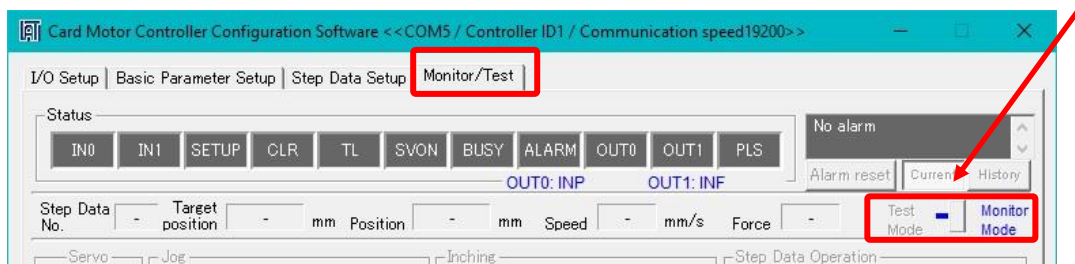 Card Motor Controller Configuration Software <<COM5 / Controller ID1 / Communication speed19200>>
I/O Setup Basic Parameter Setup Step Data Setup Monitor/Test
Status
No alarm
IN0 IN1 SETUP CLR TL SVON BUSY ALARM OUT0 OUT1 PLS
OUT0: INP OUT1: INF
Alarm reset Current History
Step Data No. - Target position - mm Position - mm Speed - mm/s Force -
Test Mode Monitor Mode
Servo Jog Inching Step Data Operation